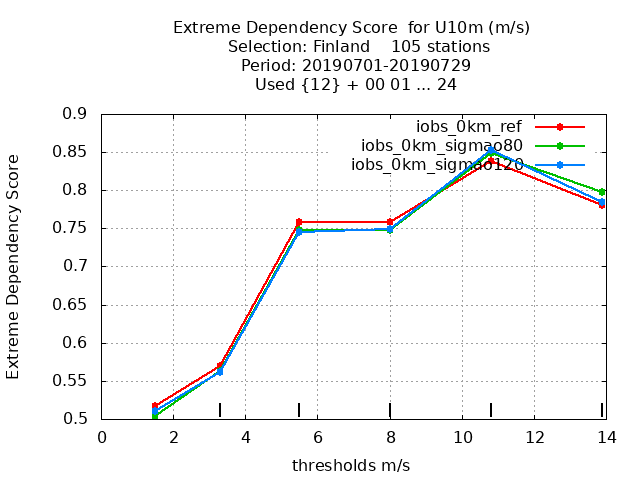 Extreme Dependency Score  for U10m (m/s)
Selection: Finland    105 stations
Period: 20190701-20190729
Used {12} + 00 01 ... 24
Extreme Dependency Score
0.9
0.85
0.8
0.75
0.7
0.65
0.6
0.55
0.5
iobs_0km_ref
iobs_0km_sigmao80
iobs_0km_sigmao120
0 2 4 6 8 10 12 14
thresholds m/s